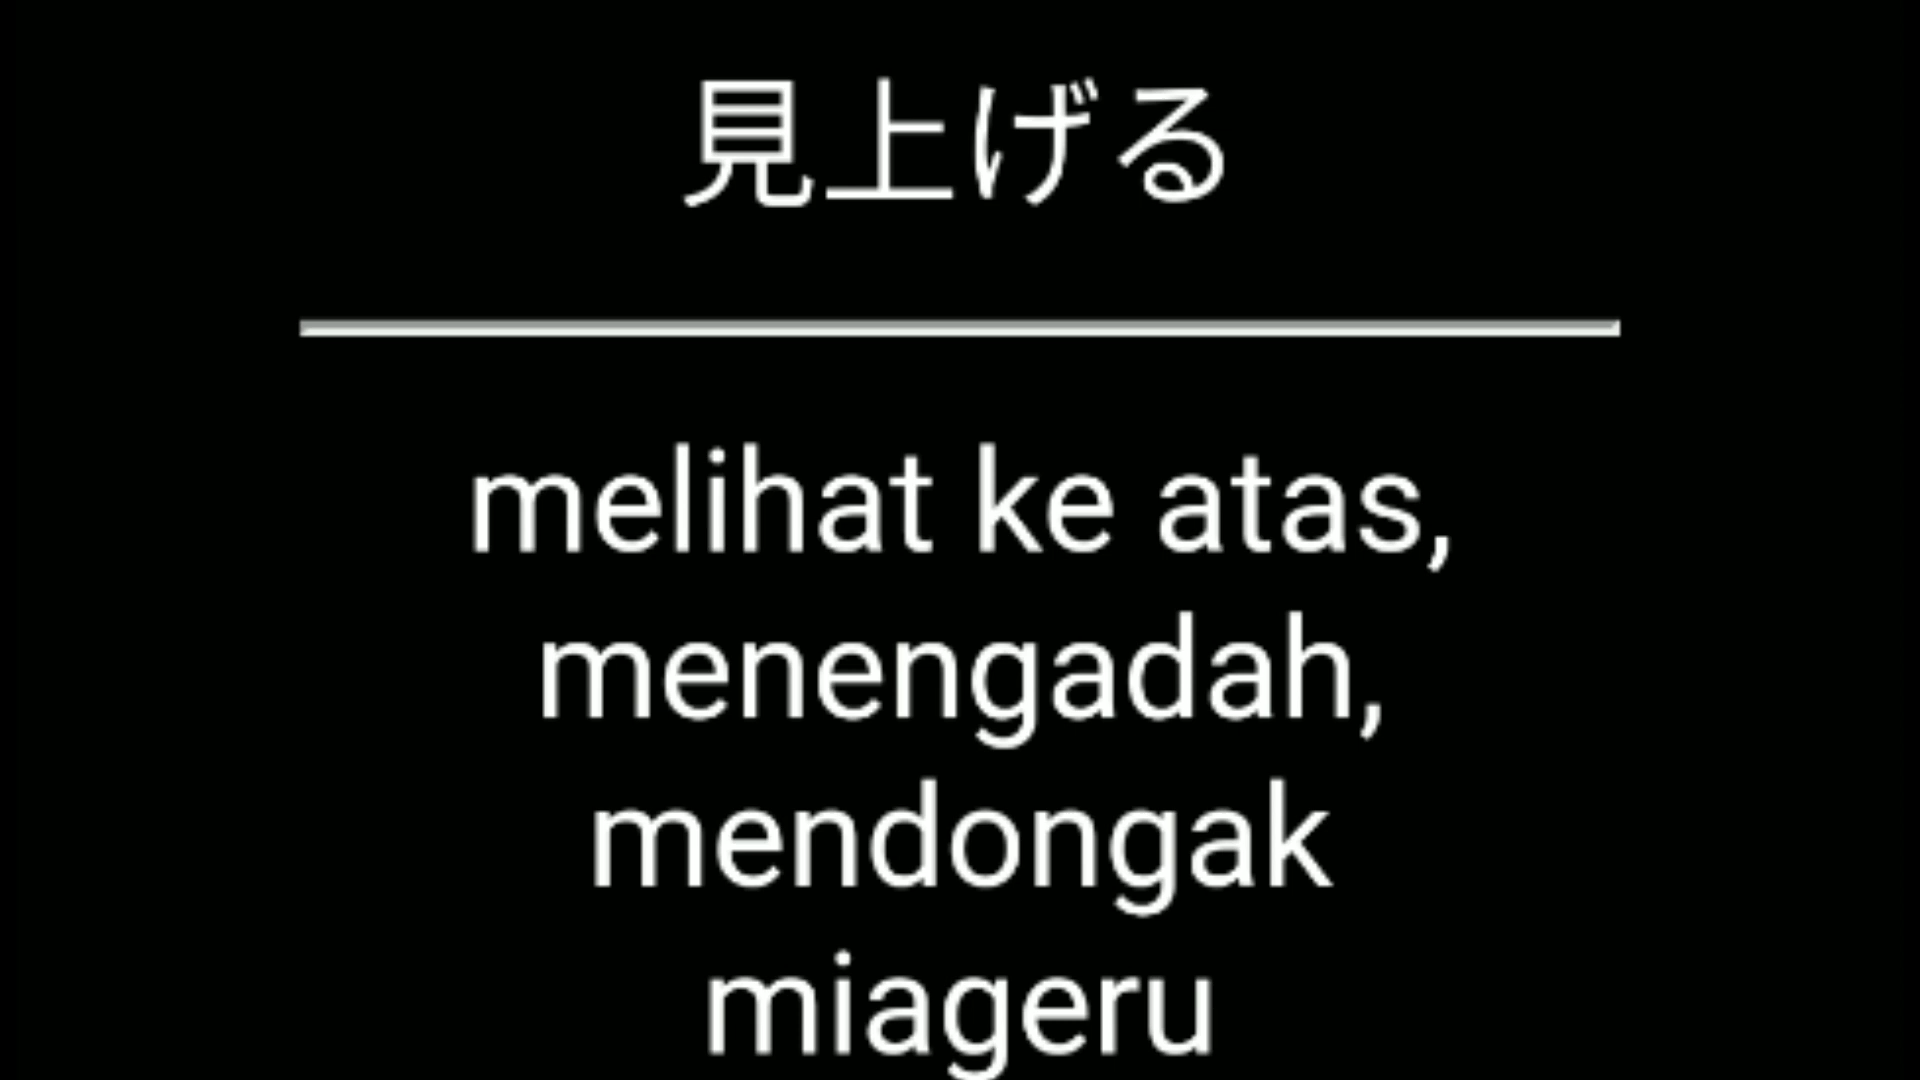 見上げる
melihat ke atas,
menengadah,
mendongak
miageru